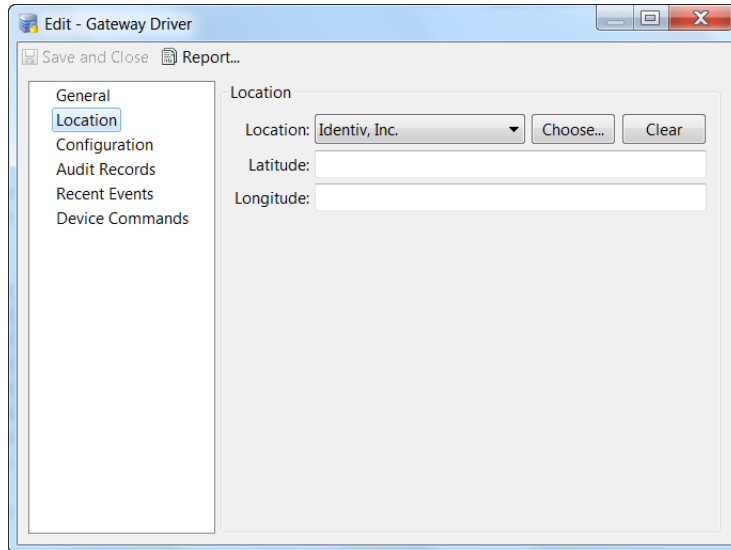 Edit - Gateway Driver
Save and Close Report...
General
Location
Configuration
Audit Records
Recent Events
Device Commands
Location
Location: Identiv, Inc. Choose... Clear
Latitude:
Longitude: